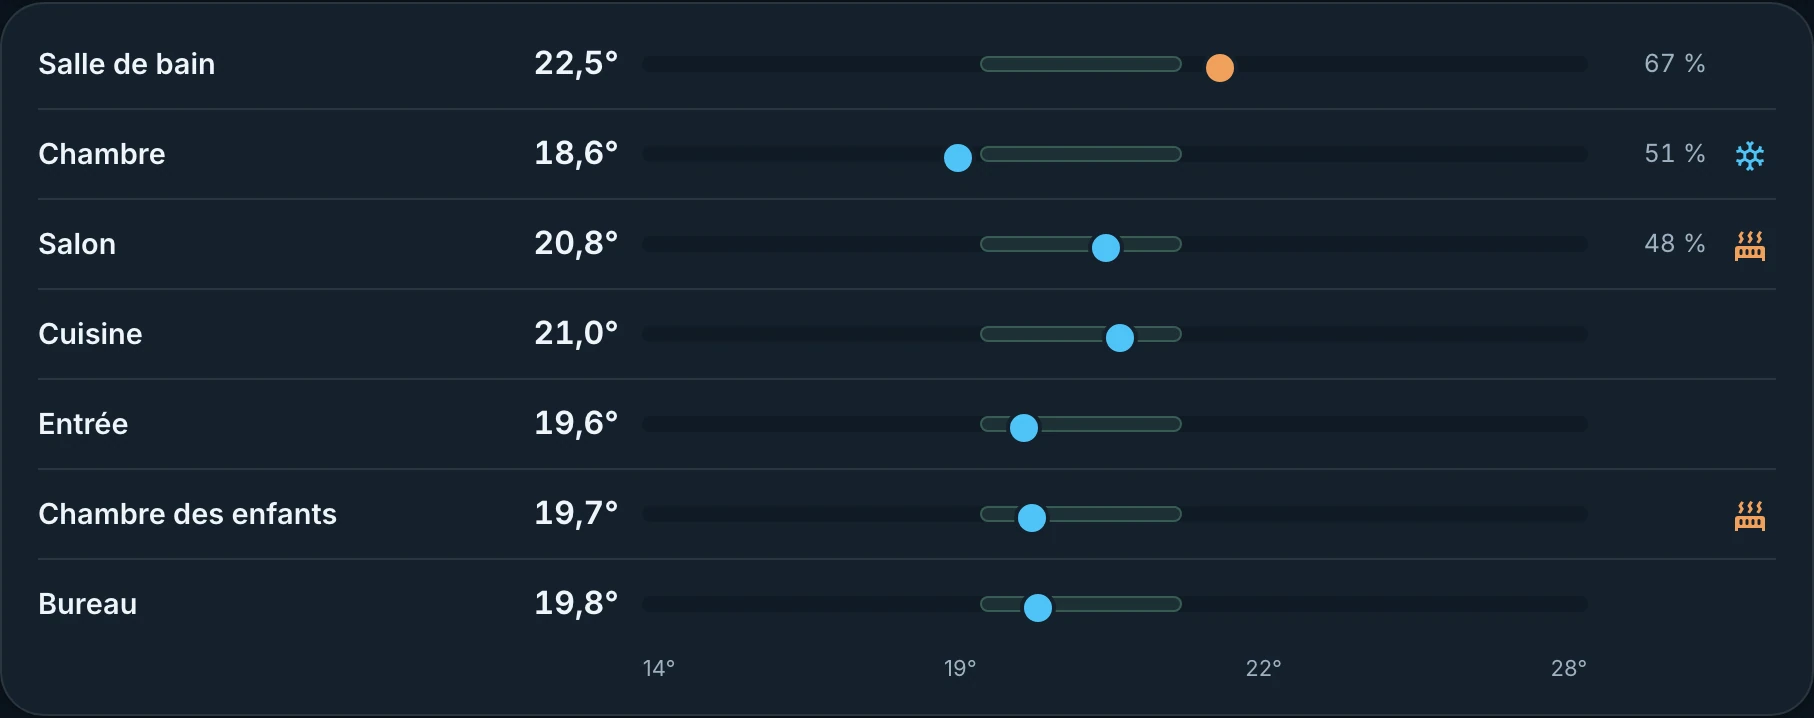 Salle de bain 22,5° 67 %
Chambre 18,6° 51 %
Salon 20,8° 48 %
Cuisine 21,0°
Entrée 19,6°
Chambre des enfants 19,7°
Bureau 19,8°
14° 19° 22° 28°